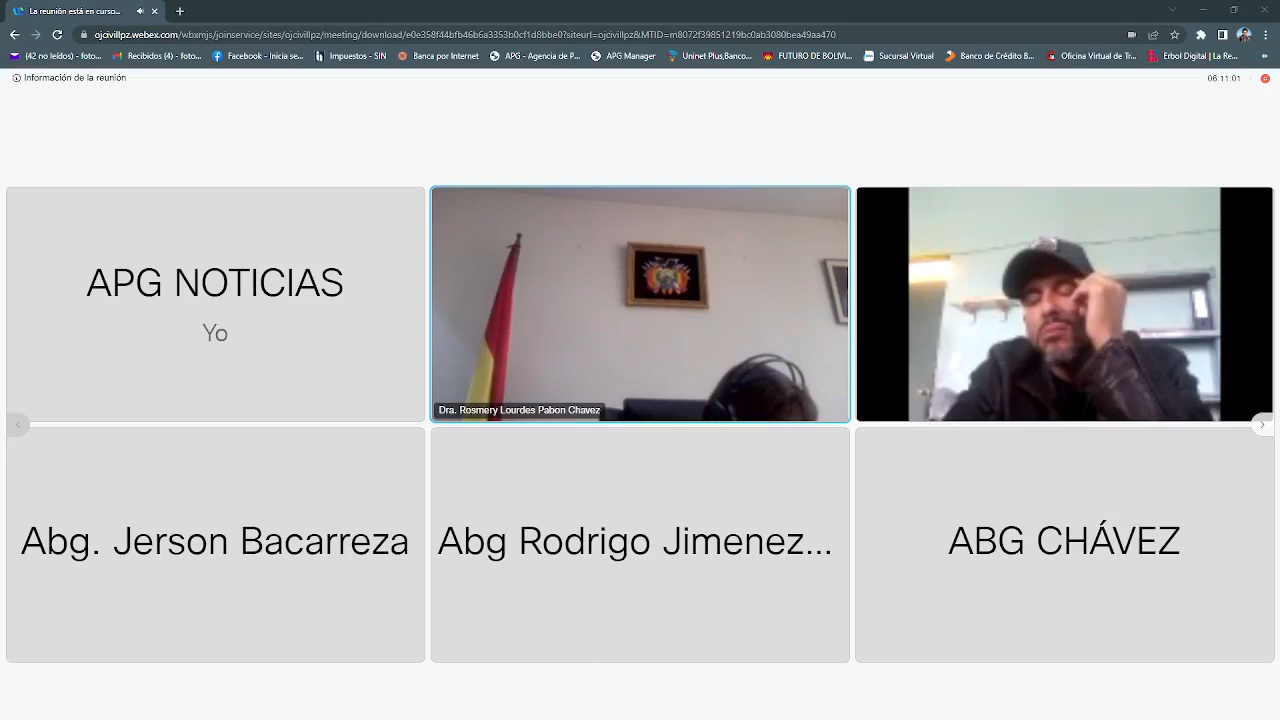 La reunión está en curso...
ojcivillpz.webex.com/wbxmjs/joinservice/sites/ojcivillpz/meeting/download/e0e358f44bfb46b6a3353b0cf1d6bbe0?siteurl=ojcivillpz&MTID=m8072f39851219bc0ab3080bea49aa470
(42 no leídos) - foto...
Recibidos (4) - foto...
Facebook - Inicia se...
Impuestos - SIN
Banca por Internet
APG - Agencia de P...
APG Manager
Uninet Plus,Banco...
FUTURO DE BOLIVI...
Sucursal Virtual
Banco de Crédito B...
Oficina Virtual de Tr...
Erbol Digital | La Re...
Información de la reunión
06:11:01
APG NOTICIAS
Yo
Dra. Rosmery Lourdes Pabon Chavez
Abg. Jerson Bacarreza
Abg Rodrigo Jimenez...
ABG CHÁVEZ